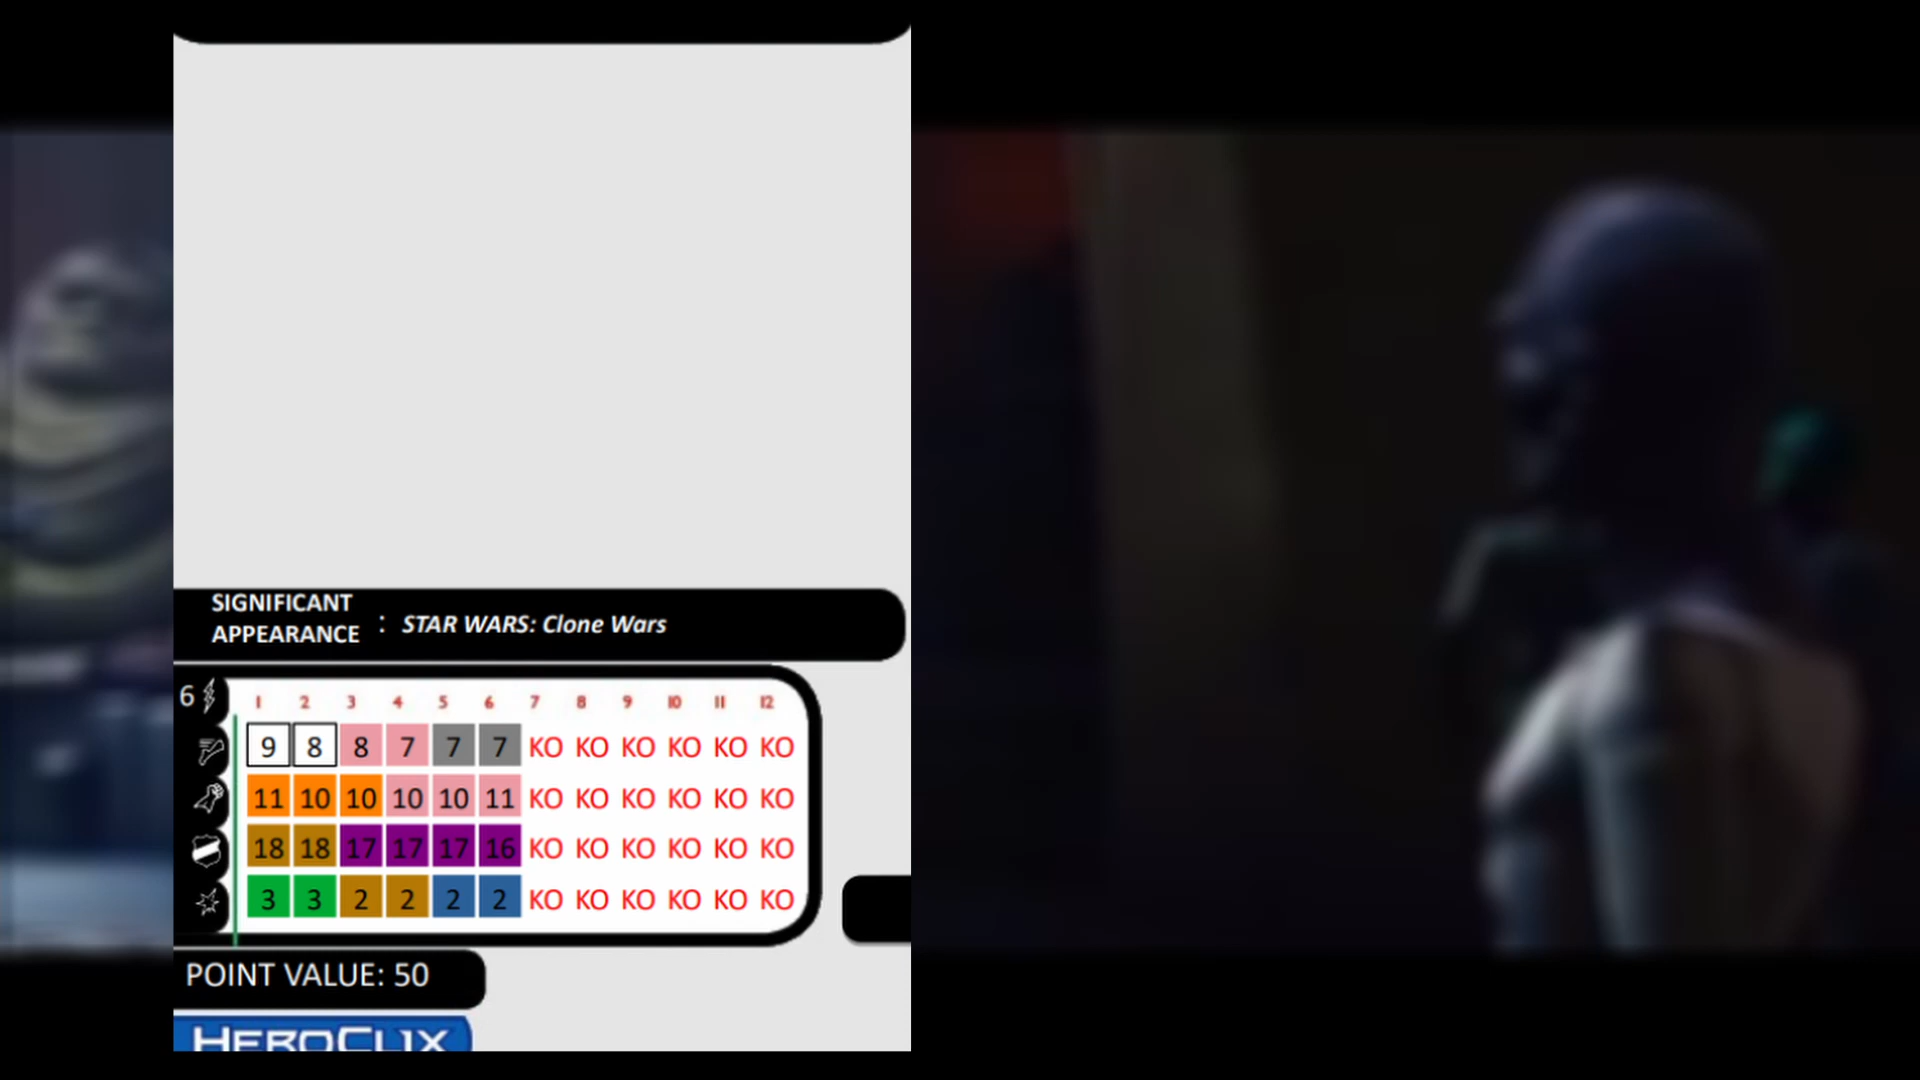 SIGNIFICANT
APPEARANCE : STAR WARS: Clone Wars
6 1 2 3 4 5 6 7 8 9 10 11 12
9 8 8 7 7 7 KO KO KO KO KO KO
11 10 10 10 10 11 KO KO KO KO KO KO
18 18 17 17 17 16 KO KO KO KO KO KO
3 3 2 2 2 2 KO KO KO KO KO KO
POINT VALUE: 50
HEROCLIX